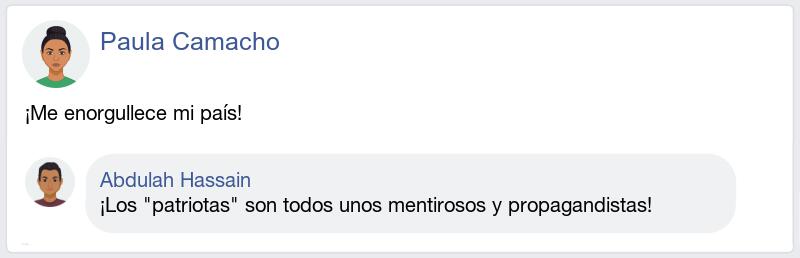 Paula Camacho
¡Me enorgullece mi país!
Abdulah Hassain
¡Los "patriotas" son todos unos mentirosos y propagandistas!